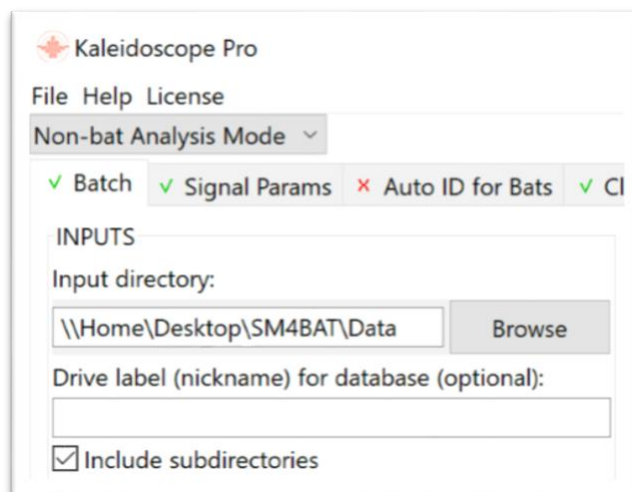 Kaleidoscope Pro
File Help License
Non-bat Analysis Mode
Batch Signal Params Auto ID for Bats Cl
INPUTS
Input directory:
\\Home\Desktop\SM4BAT\Data Browse
Drive label (nickname) for database (optional):
Include subdirectories